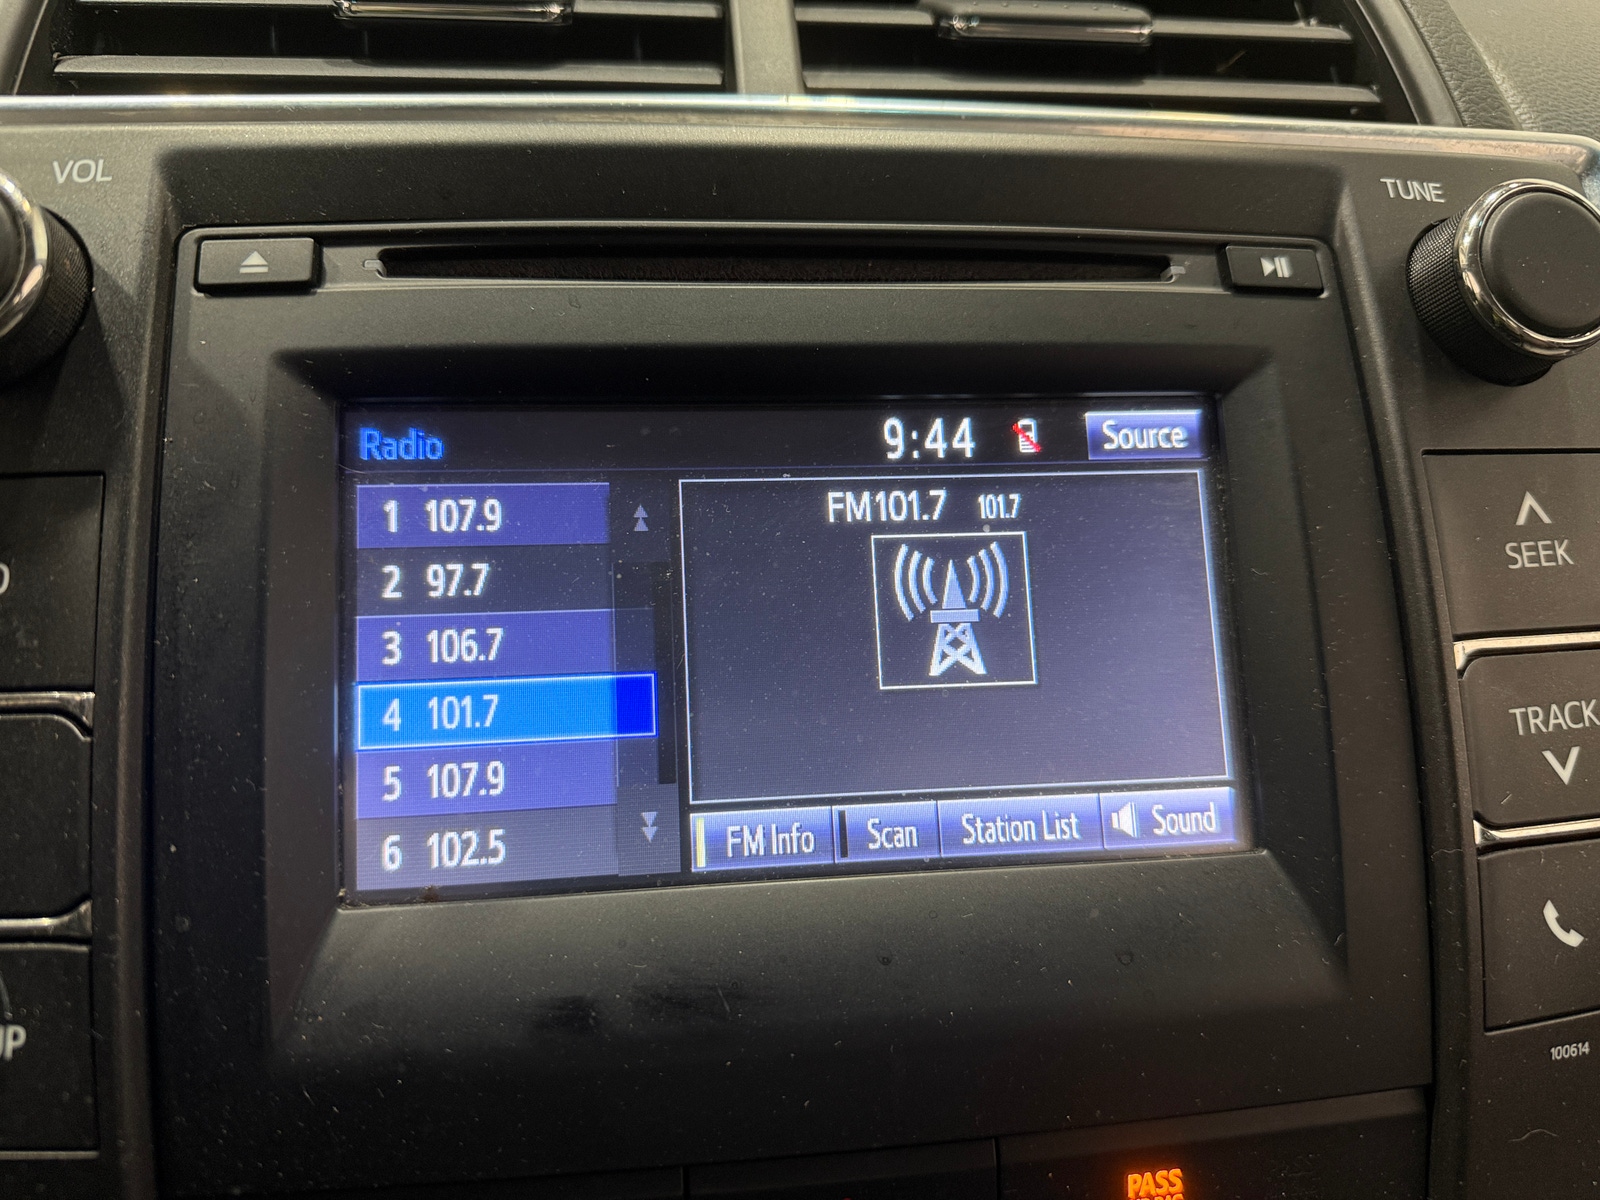 VOL
TUNE
Radio
9:44
Source
1 107.9
2 97.7
3 106.7
4 101.7
5 107.9
6 102.5
FM101.7 101.7
FM Info
Scan
Station List
Sound
SEEK
TRACK
100614
PASS